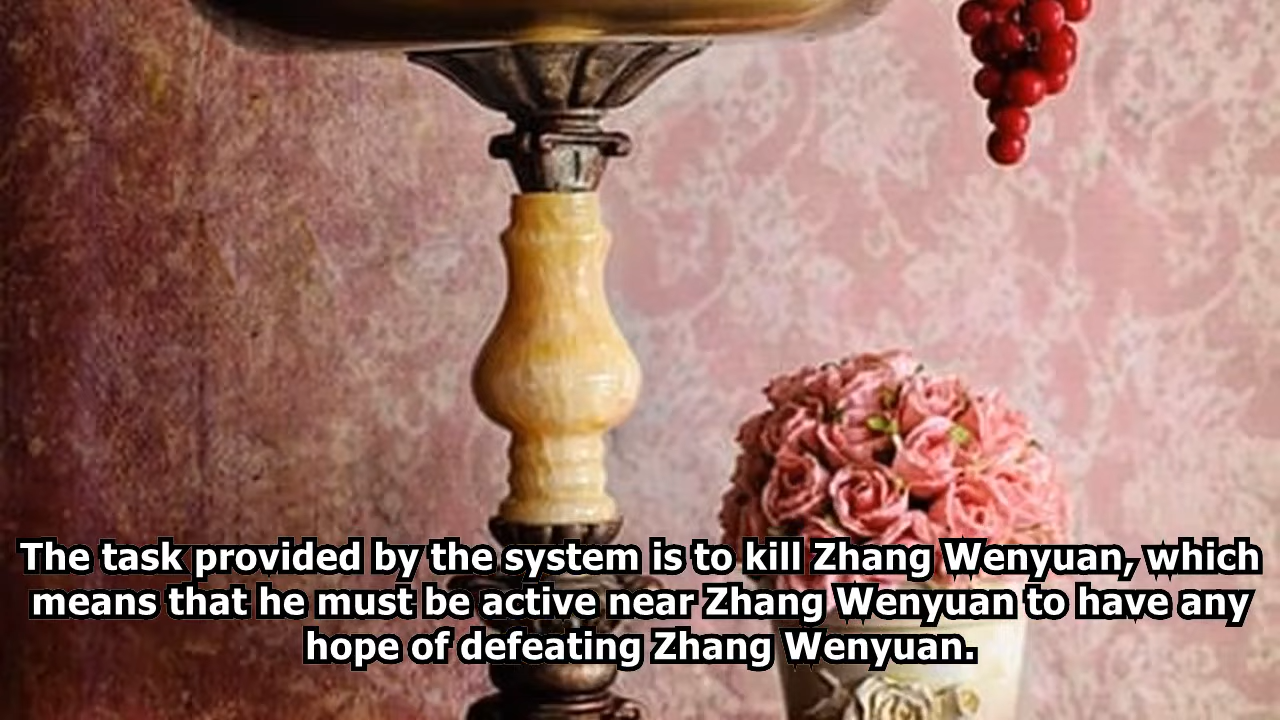 The task provided by the system is to kill Zhang Wenyuan, which
means that he must be active near Zhang Wenyuan to have any
hope of defeating Zhang Wenyuan.